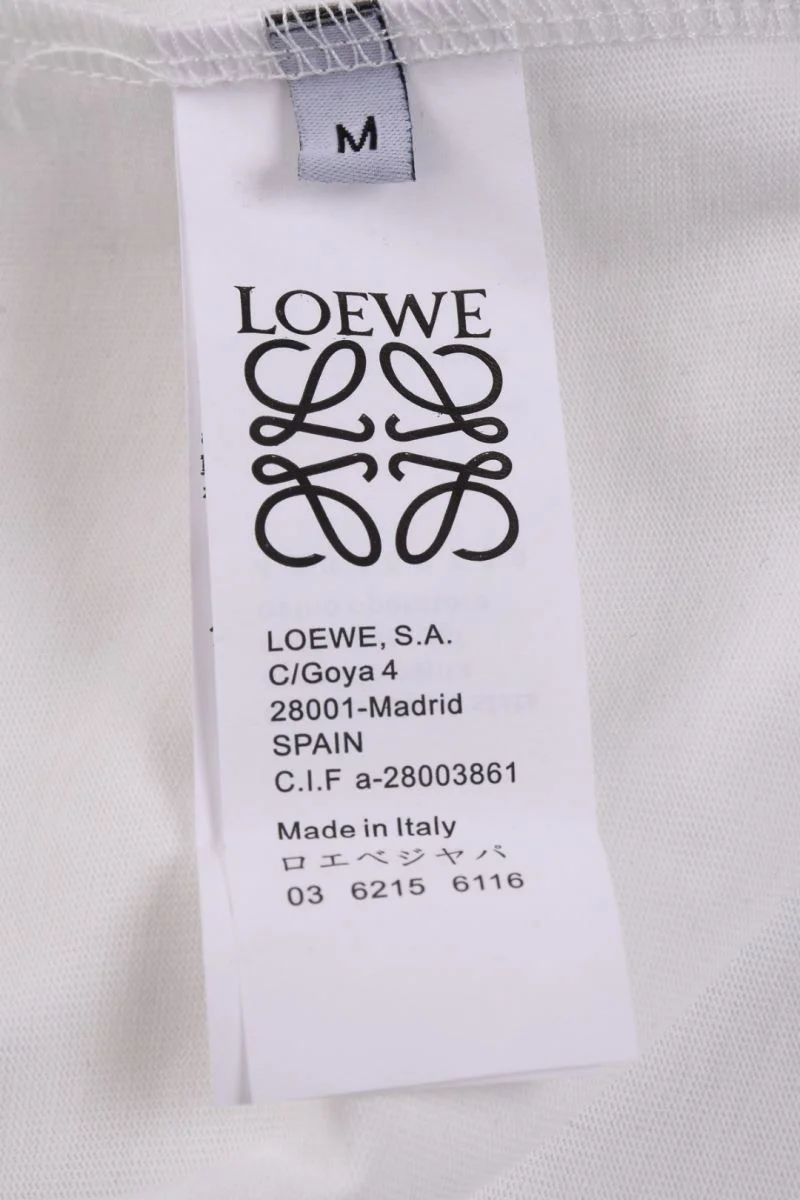 M
LOEWE
LOEWE, S.A.
C/Goya 4
28001-Madrid
SPAIN
C.I.F a-28003861
Made in Italy
ロエベジャパ
03 6215 6116